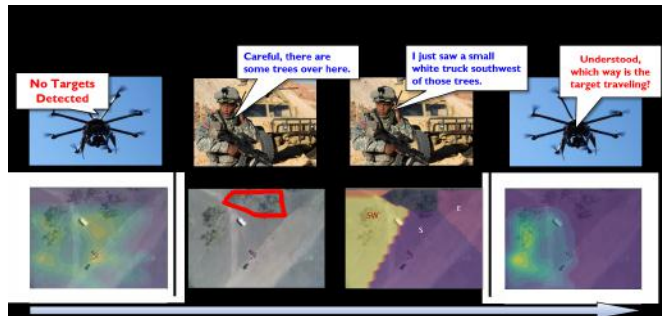 No Targets
Detected
Careful, there are
some trees over here.
I just saw a small
white truck southwest
of those trees.
Understood,
which way is the
target traveling?
SW
S
E